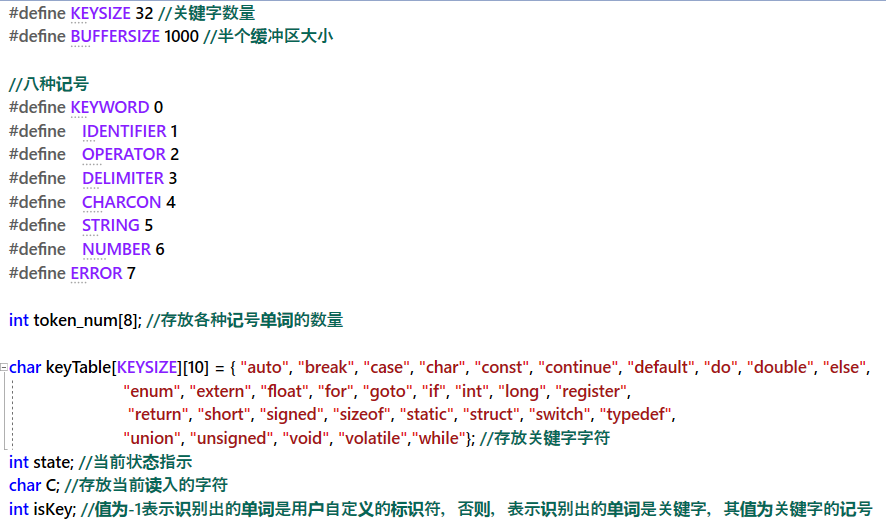 #define KEYSIZE 32 //关键字数量
#define BUFFERSIZE 1000 //半个缓冲区大小
//八种记号
#define KEYWORD 0
#define IDENTIFIER 1
#define OPERATOR 2
#define DELIMITER 3
#define CHARCON 4
#define STRING 5
#define NUMBER 6
#define ERROR 7
int token_num[8]; //存放各种记号单词的数量
char keyTable[KEYSIZE][10] = { "auto", "break", "case", "char", "const", "continue", "default", "do", "double", "else",
"enum", "extern", "float", "for", "goto", "if", "int", "long", "register",
"return", "short", "signed", "sizeof", "static", "struct", "switch", "typedef",
"union", "unsigned", "void", "volatile","while"}; //存放关键字字符
int state; //当前状态指示
char C; //存放当前读入的字符
int isKey; //值为-1表示识别出的单词是用户自定义的标识符，否则，表示识别出的单词是关键字，其值为关键字的记号